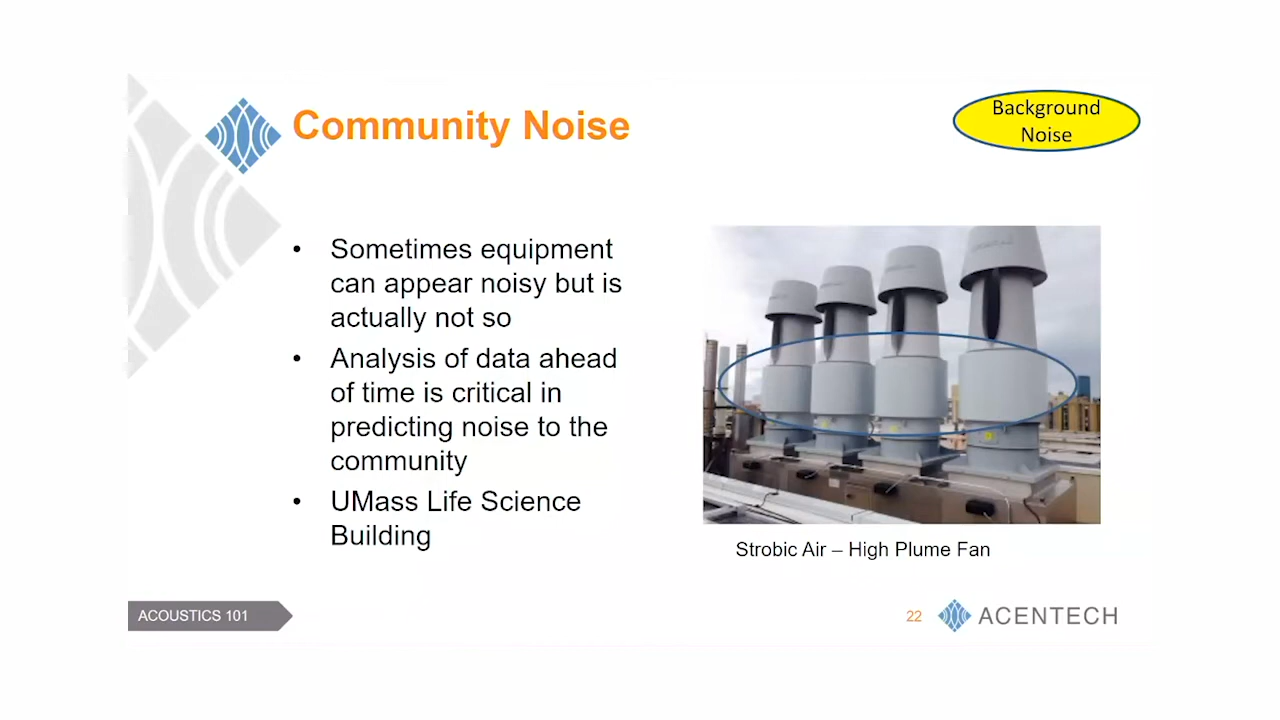 Community Noise
Background
Noise
• Sometimes equipment
can appear noisy but is
actually not so
• Analysis of data ahead
of time is critical in
predicting noise to the
community
• UMass Life Science
Building
Strobic Air – High Plume Fan
ACOUSTICS 101
22
ACENTECH